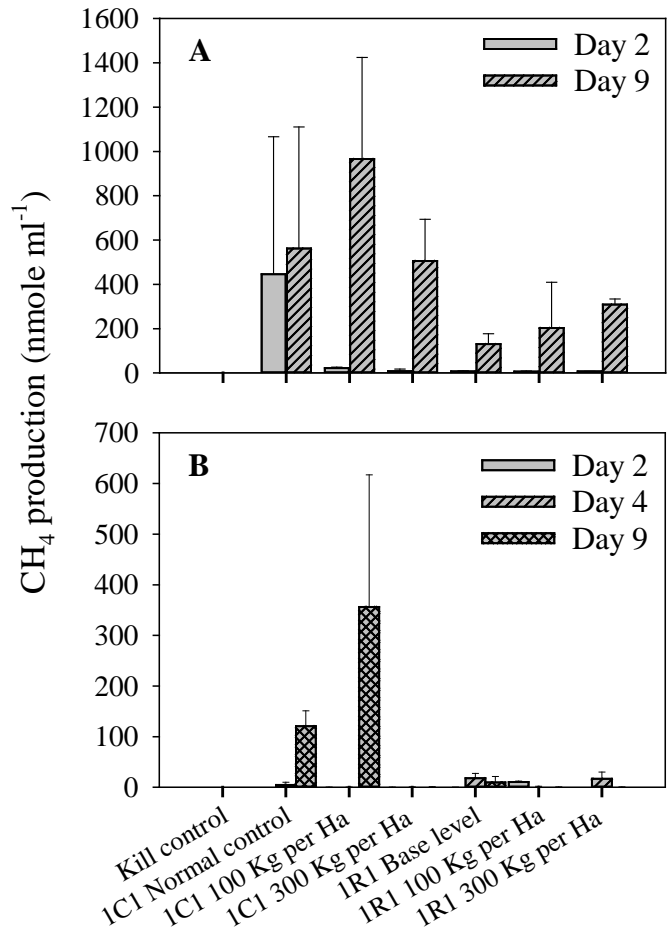 1600
1400
1200
1000
800
600
400
200
0
A
Day 2
Day 9
CH₄ production (nmole ml⁻¹)
700
600
500
400
300
200
100
0
B
Day 2
Day 4
Day 9
Kill control
1C1 Normal control
1C1 100 Kg per Ha
1C1 300 Kg per Ha
1R1 Base level
1R1 100 Kg per Ha
1R1 300 Kg per Ha